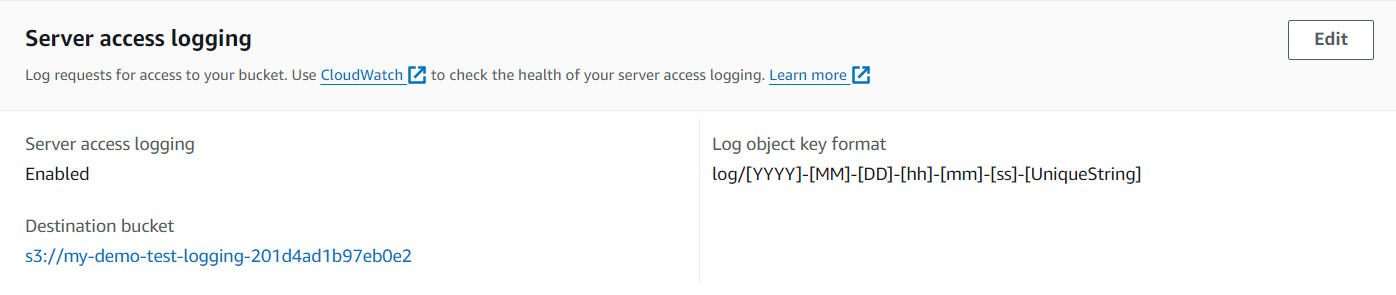 Server access logging
Edit
Log requests for access to your bucket. Use CloudWatch to check the health of your server access logging. Learn more
Server access logging
Enabled
Destination bucket
s3://my-demo-test-logging-201d4ad1b97eb0e2
Log object key format
log/[YYYY]-[MM]-[DD]-[hh]-[mm]-[ss]-[UniqueString]